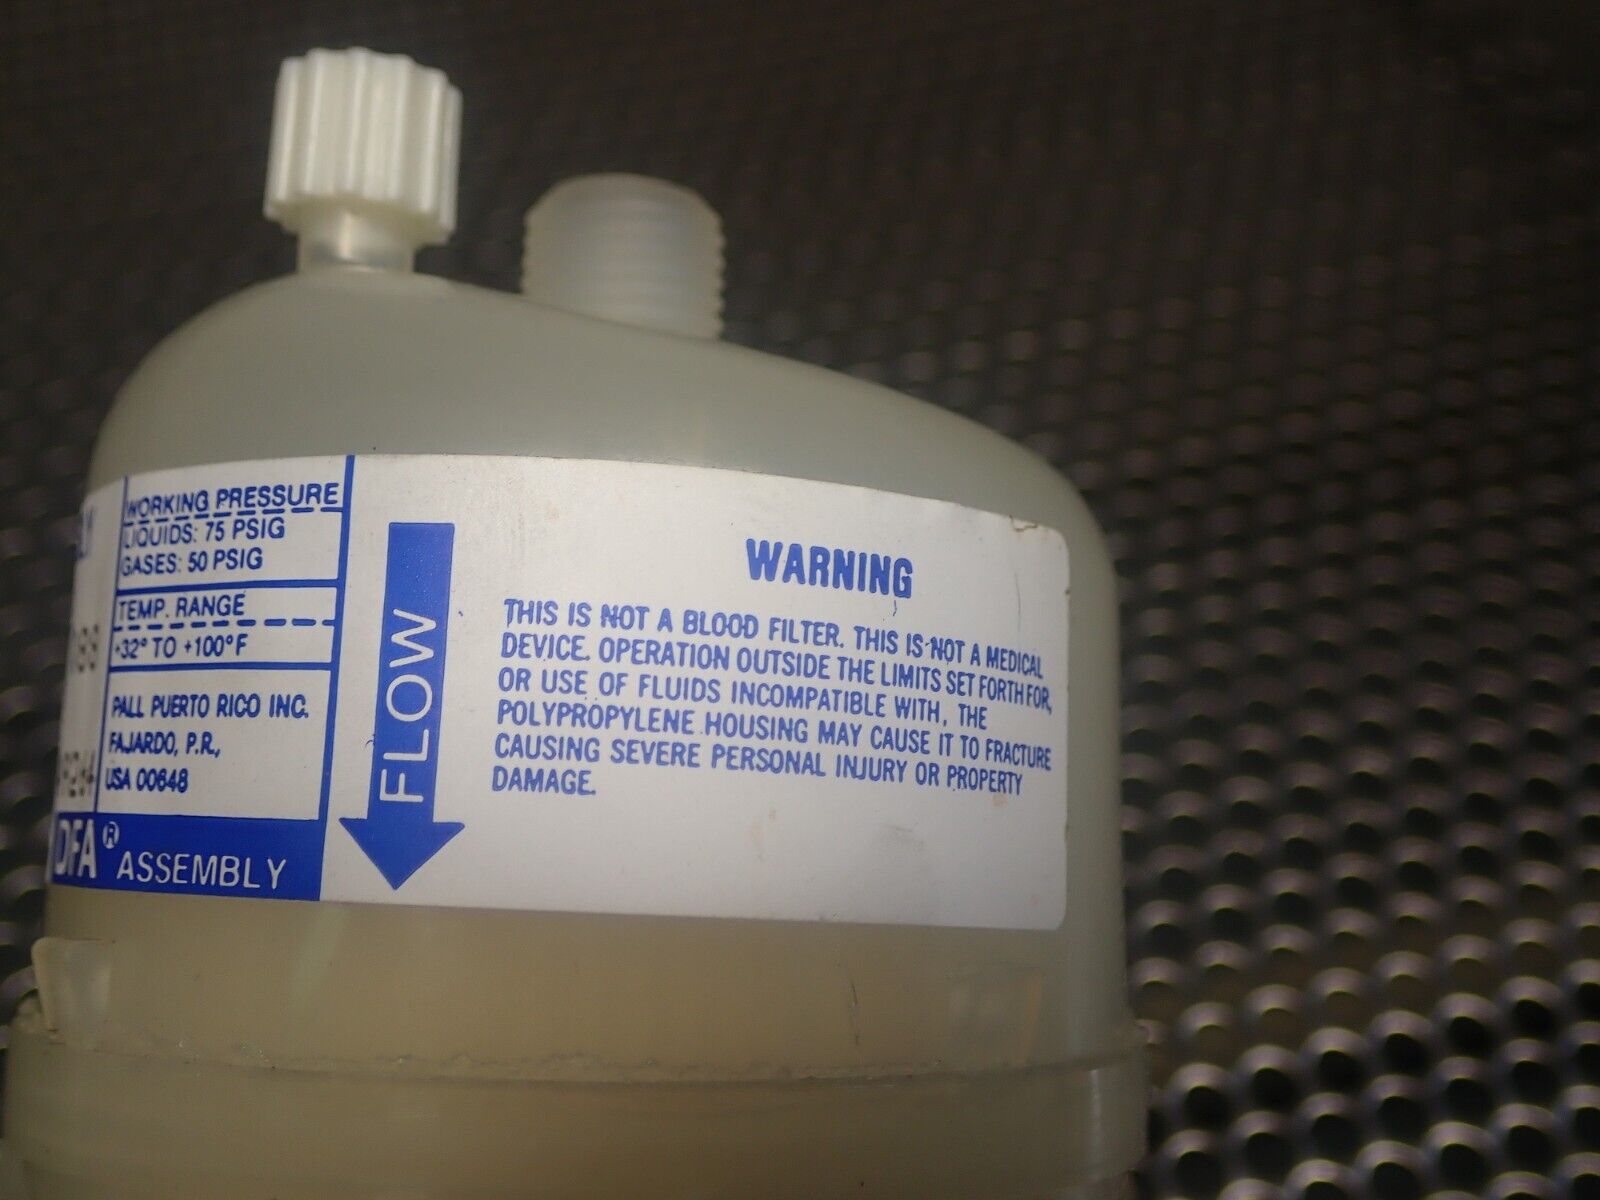 WORKING PRESSURE
LIQUIDS: 75 PSIG
GASES: 50 PSIG
TEMP. RANGE
+32° TO +100°F
PALL PUERTO RICO INC.
FAJARDO, P.R.,
USA 00648
DFA® ASSEMBLY
FLOW
WARNING
THIS IS NOT A BLOOD FILTER. THIS IS NOT A MEDICAL
DEVICE. OPERATION OUTSIDE THE LIMITS SET FORTH FOR,
OR USE OF FLUIDS INCOMPATIBLE WITH, THE
POLYPROPYLENE HOUSING MAY CAUSE IT TO FRACTURE
CAUSING SEVERE PERSONAL INJURY OR PROPERTY
DAMAGE.